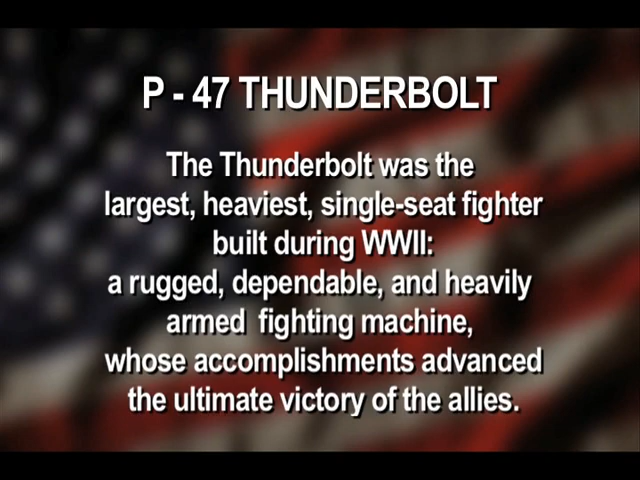 P - 47 THUNDERBOLT
The Thunderbolt was the
largest, heaviest, single-seat fighter
built during WWII:
a rugged, dependable, and heavily
armed fighting machine,
whose accomplishments advanced
the ultimate victory of the allies.